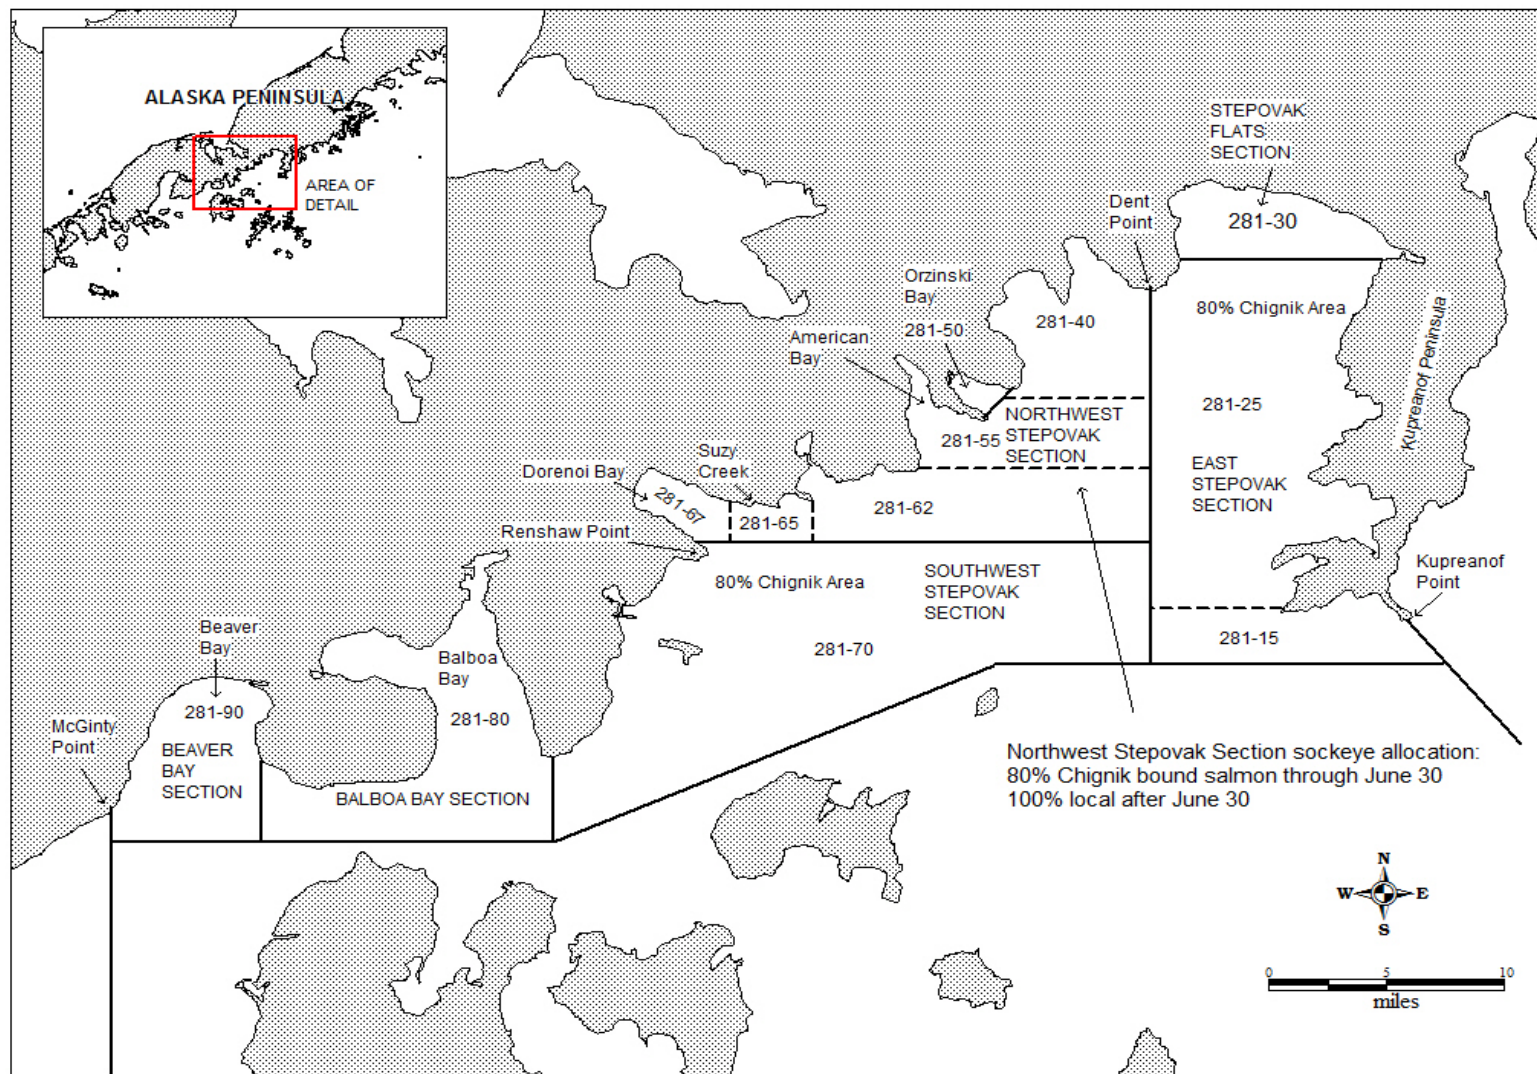 ALASKA PENINSULA
AREA OF
DETAIL
STEPOVAK
FLATS
SECTION
281-30
Dent
Point
Orzinski
Bay
281-50
281-40
80% Chignik Area
American
Bay
Kupreanof Peninsula
281-25
NORTHWEST
STEPOVAK
SECTION
281-55
Suzy
Creek
EAST
STEPOVAK
SECTION
Dorenoi Bay
281-67
281-65
281-62
Renshaw Point
80% Chignik Area
SOUTHWEST
STEPOVAK
SECTION
Kupreanof
Point
281-15
281-70
Beaver
Bay
Balboa
Bay
281-90
281-80
McGinty
Point
BEAVER
BAY
SECTION
BALBOA BAY SECTION
Northwest Stepovak Section sockeye allocation:
80% Chignik bound salmon through June 30
100% local after June 30
N
W
E
S
0
5
10
miles